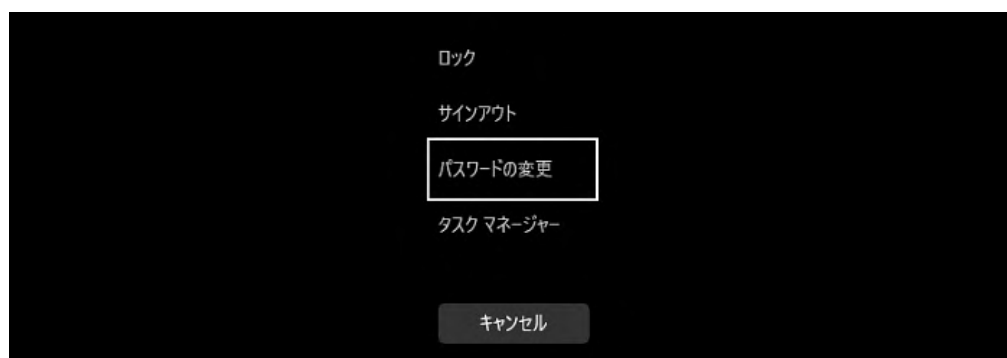 ロック
サインアウト
パスワードの変更
タスク マネージャー
キャンセル